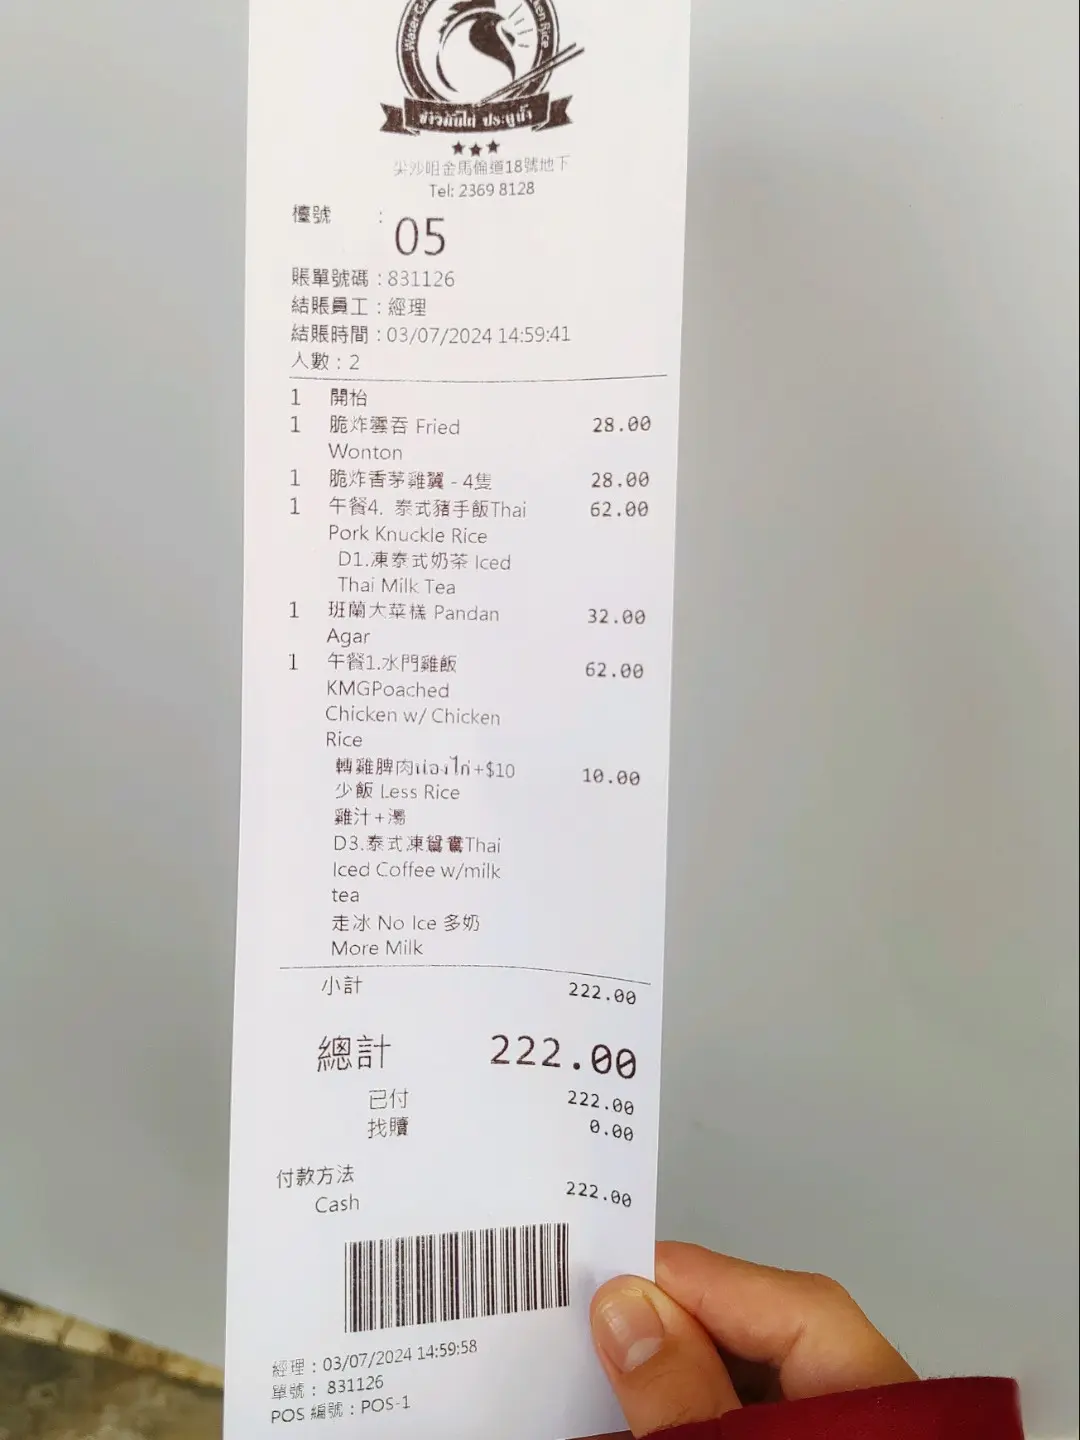 Water Ga
ken Rice
ข้าวมันไก่ ประตูน้ำ
尖沙咀金馬倫道18號地下
Tel: 2369 8128
檯號 :
05
賬單號碼 : 831126
結賬員工 : 經理
結賬時間 : 03/07/2024 14:59:41
人數 : 2
1 開枱
1 脆炸雲吞 Fried 28.00
Wonton
1 脆炸香茅雞翼 - 4隻 28.00
1 午餐4. 泰式豬手飯Thai 62.00
Pork Knuckle Rice
D1.凍泰式奶茶 Iced
Thai Milk Tea
1 班蘭大菜樣 Pandan 32.00
Agar
1 午餐1.水門雞飯 62.00
KMGPoached
Chicken w/ Chicken
Rice
轉雞脾肉น่องไก่+$10 10.00
少飯 Less Rice
雞汁+湯
D3.泰式凍鴛鴦Thai
Iced Coffee w/milk
tea
走冰 No Ice 多奶
More Milk
小計 222.00
總計 222.00
已付 222.00
找贖 0.00
付款方法
Cash 222.00
經理 : 03/07/2024 14:59:58
單號 : 831126
POS 編號 : POS-1